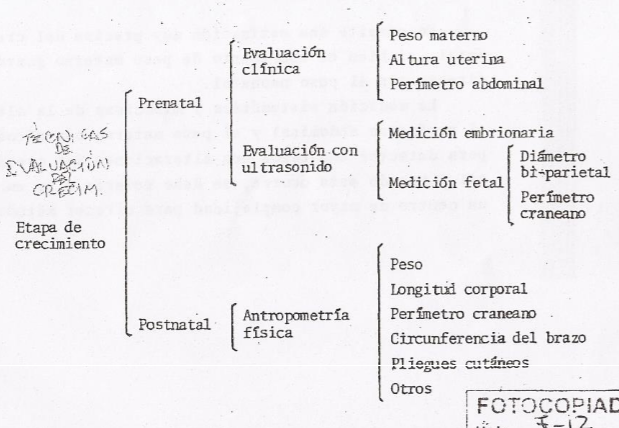 TÉCNICAS
DE
EVALUACIÓN
DEL
CRECIM.
Etapa de
crecimiento
Prenatal
Evaluación
clínica
Peso materno
Altura uterina
Perímetro abdominal
Evaluación con
ultrasonido
Medición embrionaria
Medición fetal
Diámetro
bi-parietal
Perímetro
craneano
Postnatal
Antropometría
física
Peso
Longitud corporal
Perímetro craneano
Circunferencia del brazo
Pliegues cutáneos
Otros
FOTOCOPIAD